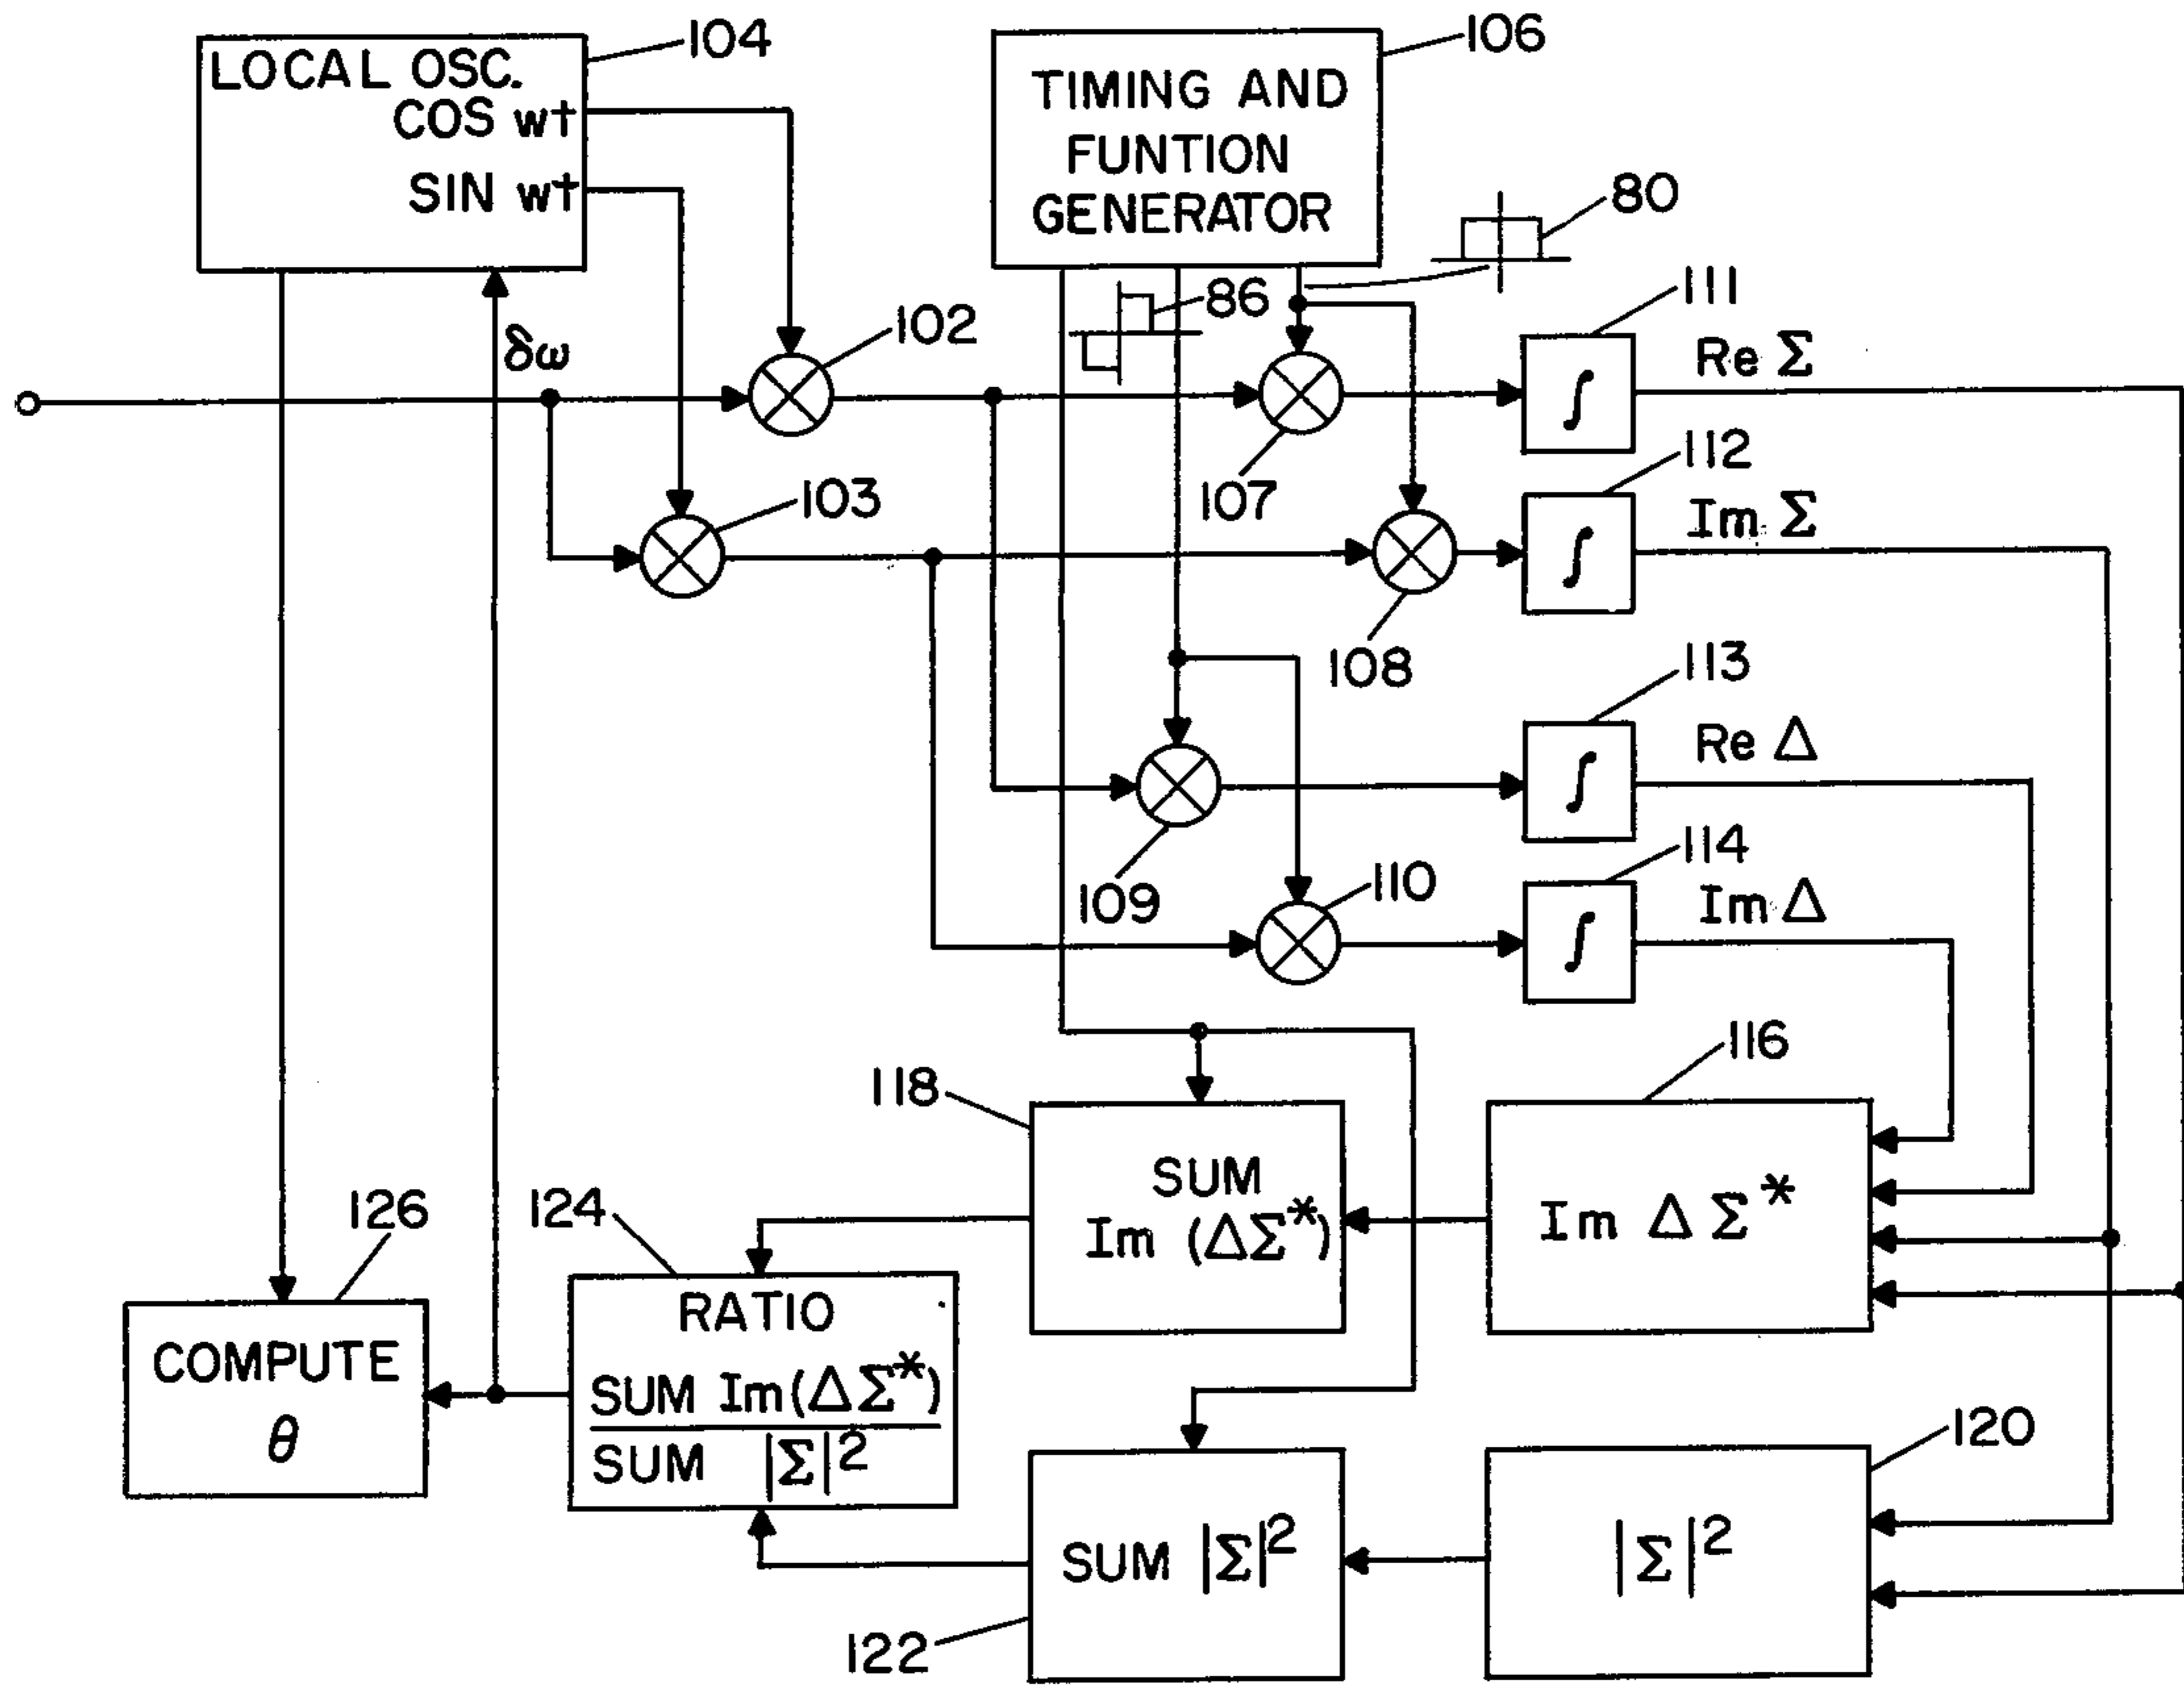 104
LOCAL OSC.
COS wt
SIN wt
106
TIMING AND
FUNTION
GENERATOR
80
86
δω
102
103
107
108
109
110
111
Re Σ
112
Im Σ
113
Re Δ
114
Im Δ
116
Im Δ Σ*
118
SUM
Im (ΔΣ*)
120
|Σ|²
122
SUM |Σ|²
124
RATIO
SUM Im(ΔΣ*)
SUM |Σ|²
126
COMPUTE
θ